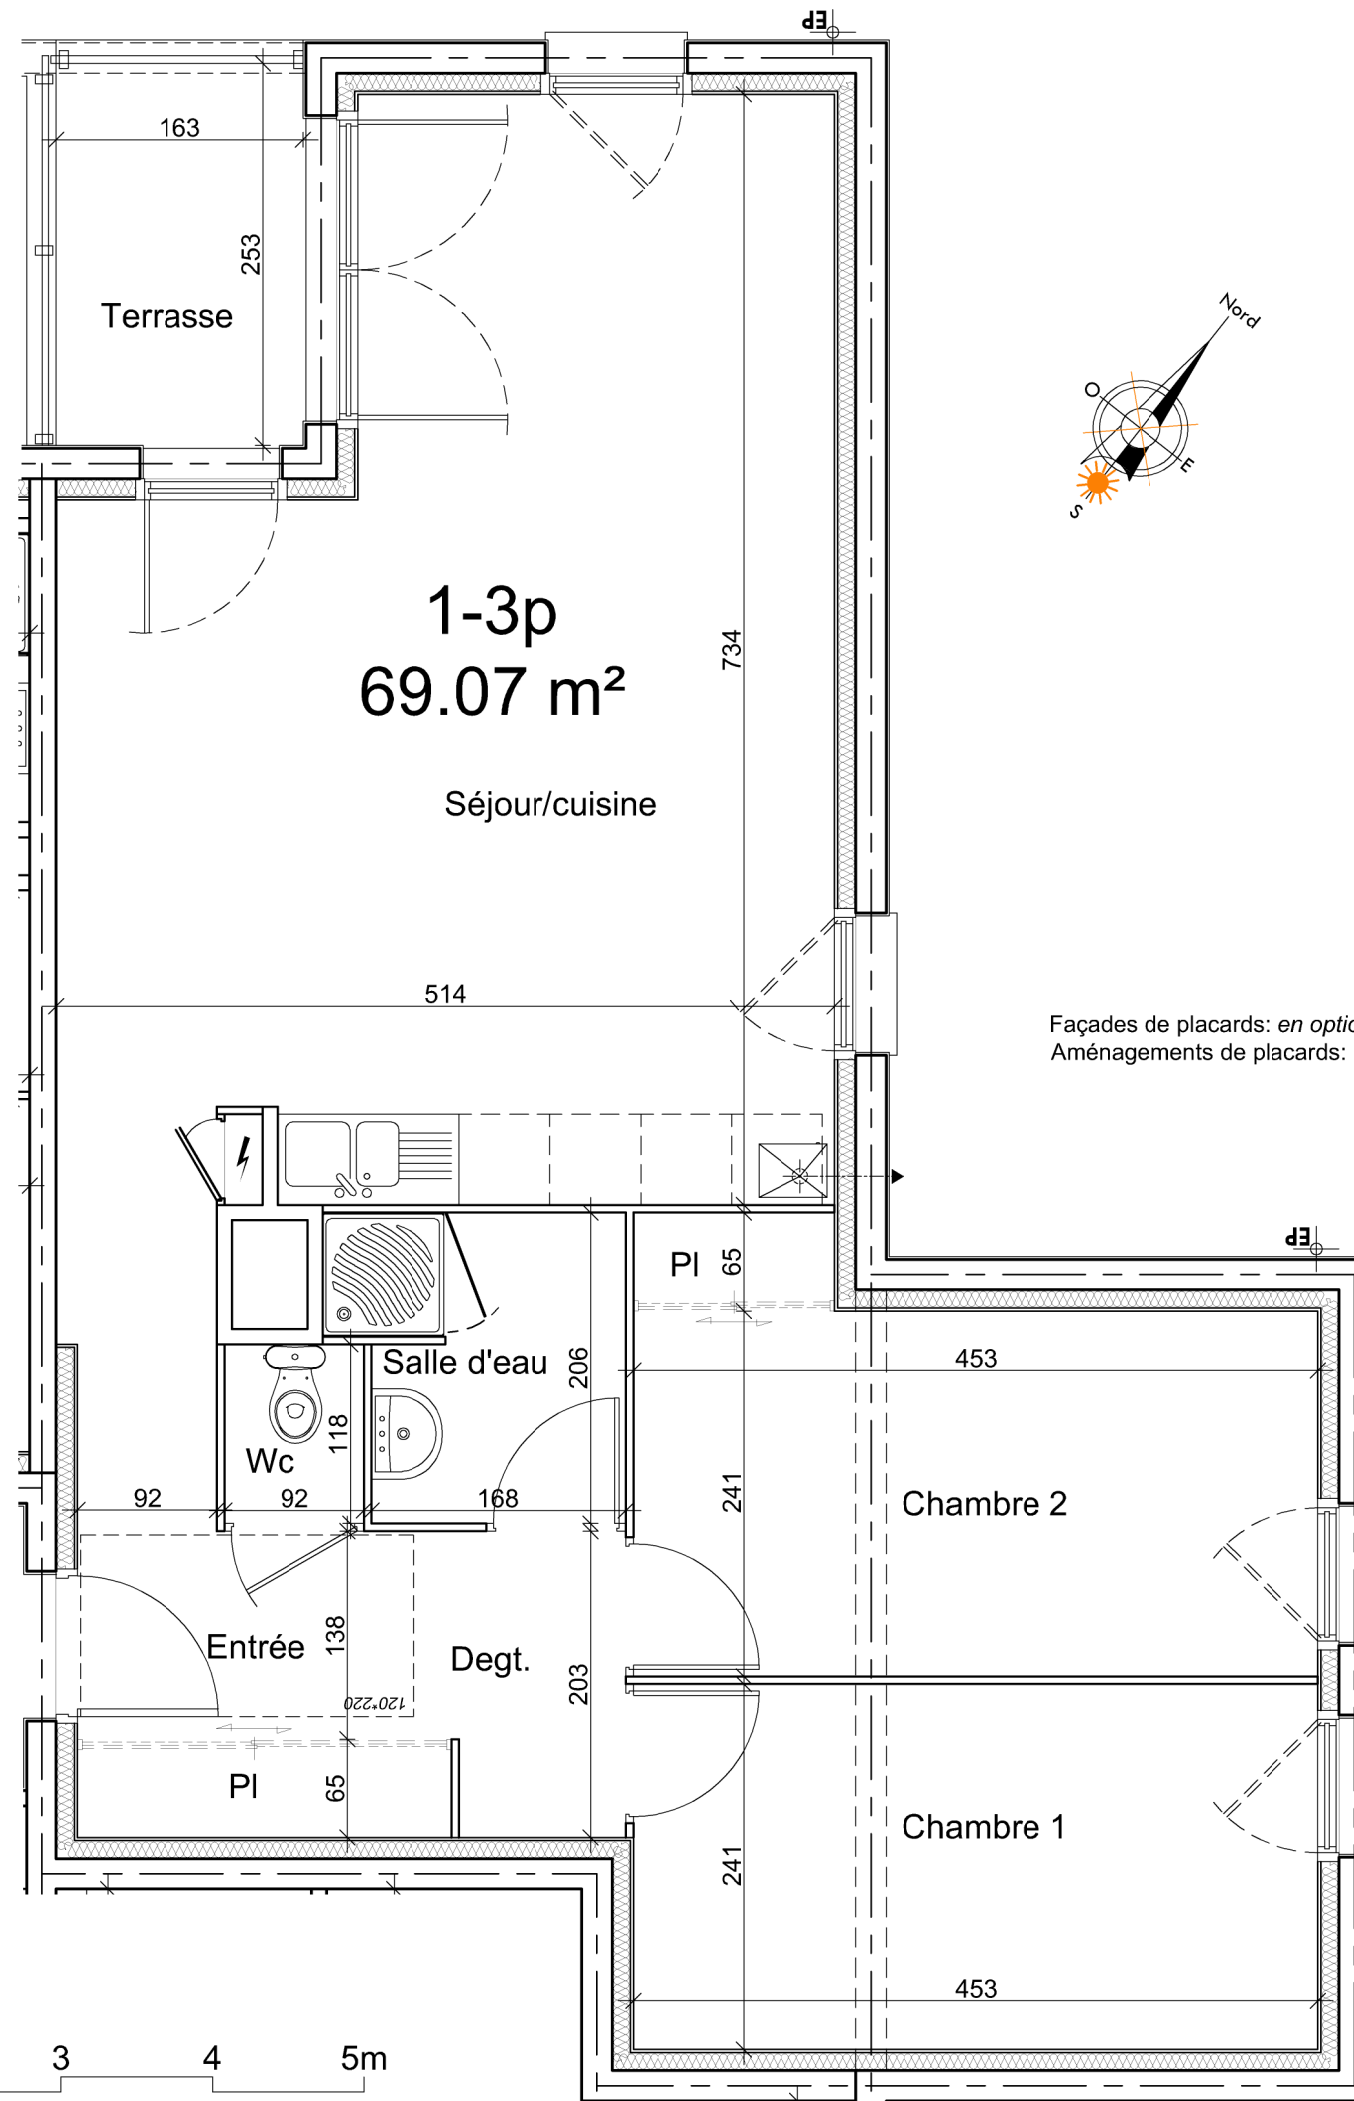 EP
163
253
Terrasse
Nord
O
E
S
1-3p
69.07 m²
734
Séjour/cuisine
514
Façades de placards: en optio
Aménagements de placards:
EP
Pl
65
Salle d'eau
206
453
118
Wc
92
92
168
241
Chambre 2
Entrée
138
Degt.
203
120*220
Pl
65
Chambre 1
241
453
3
4
5m